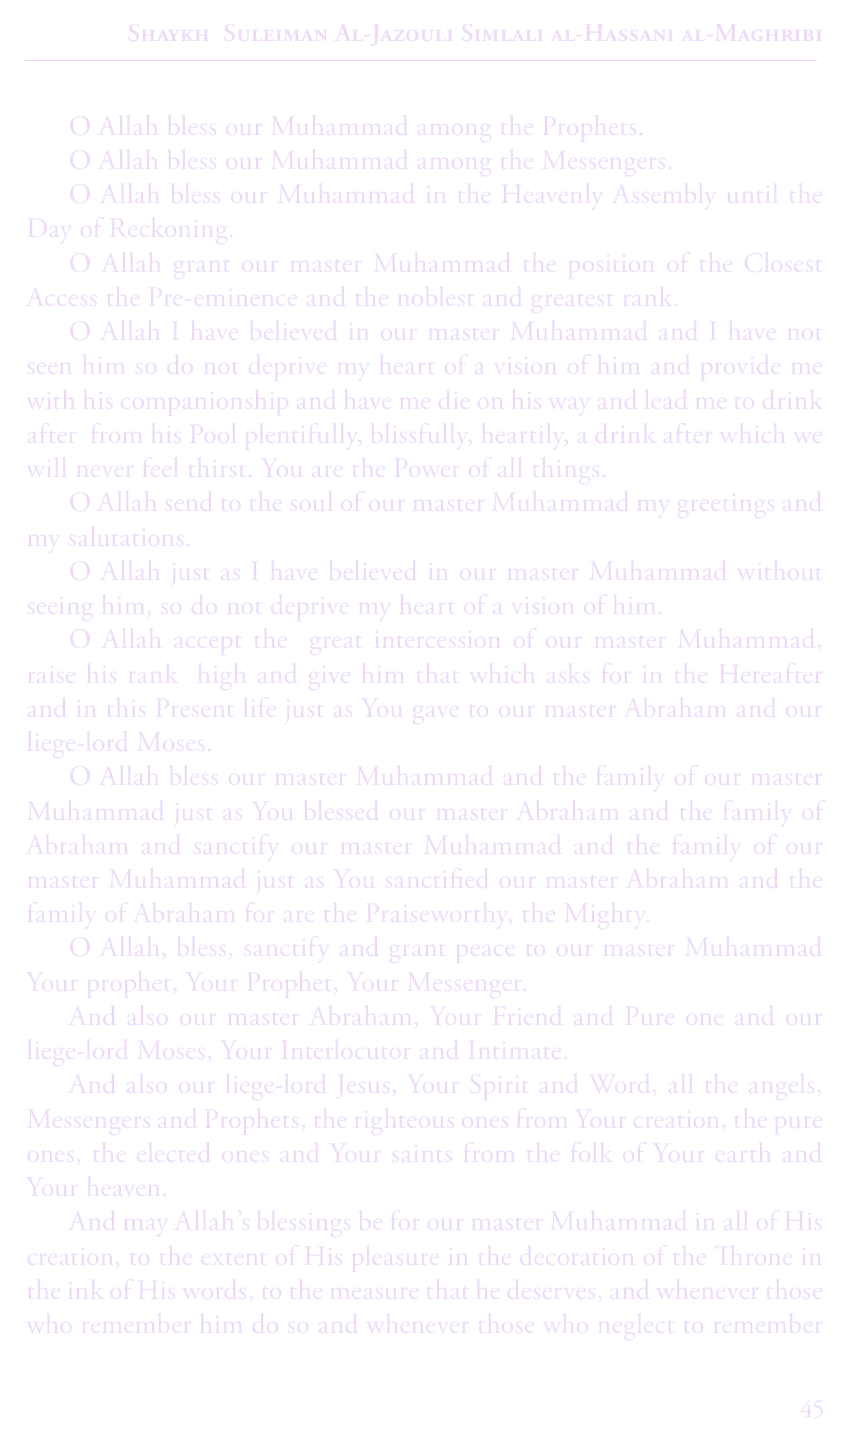 Shaykh Suleiman Al-Jazouli Simlali al-Hassani al-Maghribi
O Allah bless our Muhammad among the Prophets.
O Allah bless our Muhammad among the Messengers.
O Allah bless our Muhammad in the Heavenly Assembly until the
Day of Reckoning.
O Allah grant our master Muhammad the position of the Closest
Access the Pre-eminence and the noblest and greatest rank.
O Allah I have believed in our master Muhammad and I have not
seen him so do not deprive my heart of a vision of him and provide me
with his companionship and have me die on his way and lead me to drink
after from his Pool plentifully, blissfully, heartily, a drink after which we
will never feel thirst. You are the Power of all things.
O Allah send to the soul of our master Muhammad my greetings and
my salutations.
O Allah just as I have believed in our master Muhammad without
seeing him, so do not deprive my heart of a vision of him.
O Allah accept the great intercession of our master Muhammad,
raise his rank high and give him that which asks for in the Hereafter
and in this Present life just as You gave to our master Abraham and our
liege-lord Moses.
O Allah bless our master Muhammad and the family of our master
Muhammad just as You blessed our master Abraham and the family of
Abraham and sanctify our master Muhammad and the family of our
master Muhammad just as You sanctified our master Abraham and the
family of Abraham for are the Praiseworthy, the Mighty.
O Allah, bless, sanctify and grant peace to our master Muhammad
Your prophet, Your Prophet, Your Messenger.
And also our master Abraham, Your Friend and Pure one and our
liege-lord Moses, Your Interlocutor and Intimate.
And also our liege-lord Jesus, Your Spirit and Word, all the angels,
Messengers and Prophets, the righteous ones from Your creation, the pure
ones, the elected ones and Your saints from the folk of Your earth and
Your heaven.
And may Allah's blessings be for our master Muhammad in all of His
creation, to the extent of His pleasure in the decoration of the Throne in
the ink of His words, to the measure that he deserves, and whenever those
who remember him do so and whenever those who neglect to remember
45